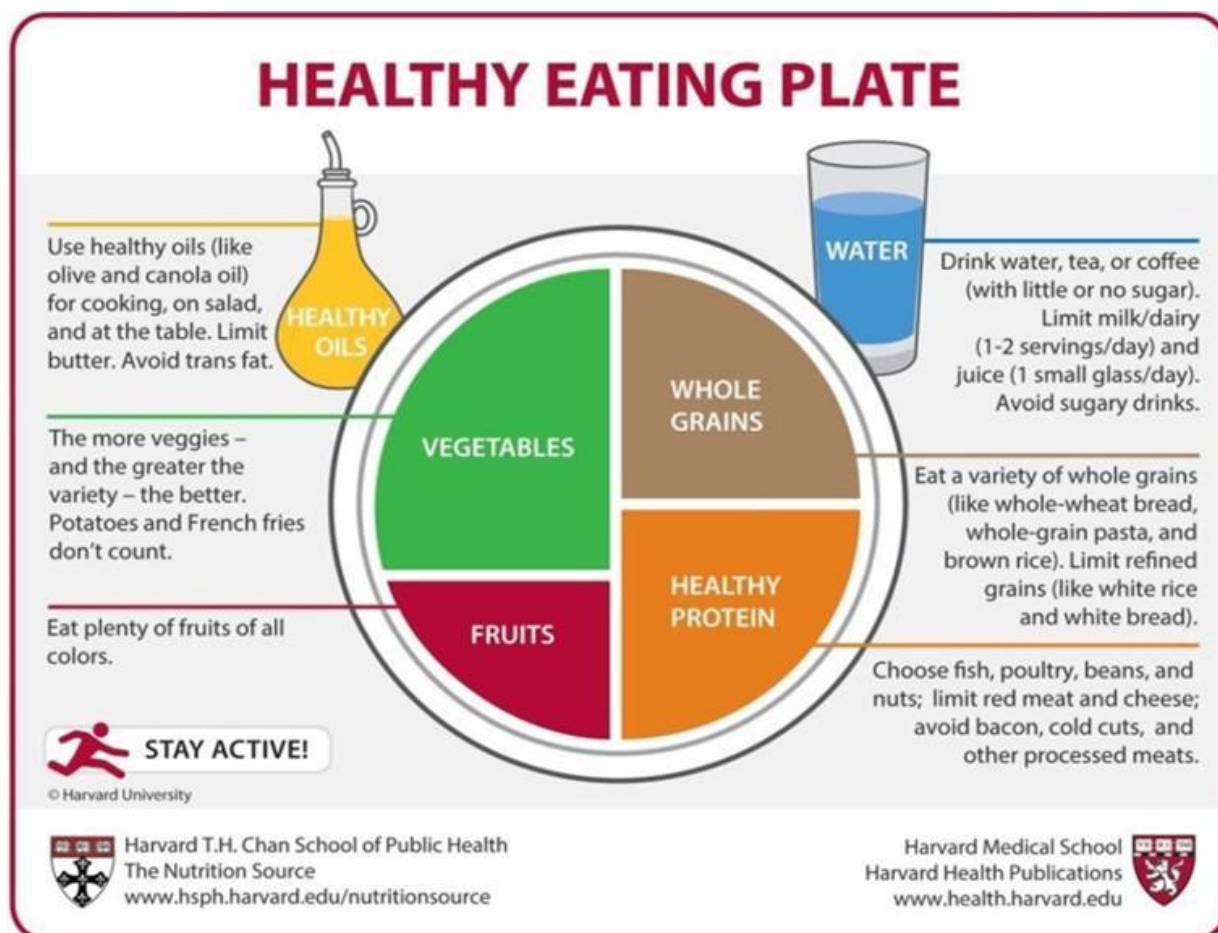 HEALTHY EATING PLATE
Use healthy oils (like
olive and canola oil)
for cooking, on salad,
and at the table. Limit
butter. Avoid trans fat.
HEALTHY
OILS
The more veggies –
and the greater the
variety – the better.
Potatoes and French fries
don't count.
Eat plenty of fruits of all
colors.
VEGETABLES
FRUITS
WHOLE
GRAINS
HEALTHY
PROTEIN
WATER
Drink water, tea, or coffee
(with little or no sugar).
Limit milk/dairy
(1-2 servings/day) and
juice (1 small glass/day).
Avoid sugary drinks.
Eat a variety of whole grains
(like whole-wheat bread,
whole-grain pasta, and
brown rice). Limit refined
grains (like white rice
and white bread).
Choose fish, poultry, beans, and
nuts; limit red meat and cheese;
avoid bacon, cold cuts, and
other processed meats.
STAY ACTIVE!
© Harvard University
Harvard T.H. Chan School of Public Health
The Nutrition Source
www.hsph.harvard.edu/nutritionsource
Harvard Medical School
Harvard Health Publications
www.health.harvard.edu